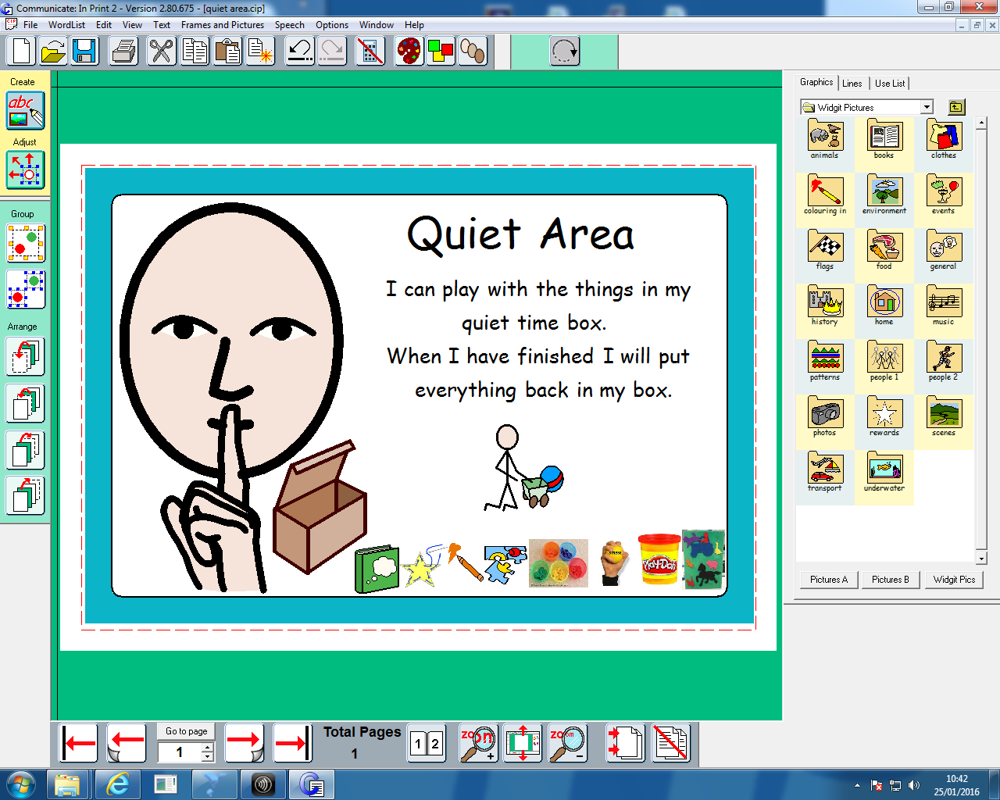 Communicate: In Print 2 - Version 2.80.675 - [quiet area.cip]
File WordList Edit View Text Frames and Pictures Speech Options Window Help
Create
abc
Adjust
Group
Arrange
Quiet Area
I can play with the things in my
quiet time box.
When I have finished I will put
everything back in my box.
Play-Doh
Graphics Lines Use List
Widgit Pictures
animals books clothes
colouring in environment events
flags food general
history home music
patterns people 1 people 2
photos rewards scenes
transport underwater
Pictures A Pictures B Widgit Pics
Go to page
1
Total Pages
1
1 2
zoom +
zoom -
10:42
25/01/2016